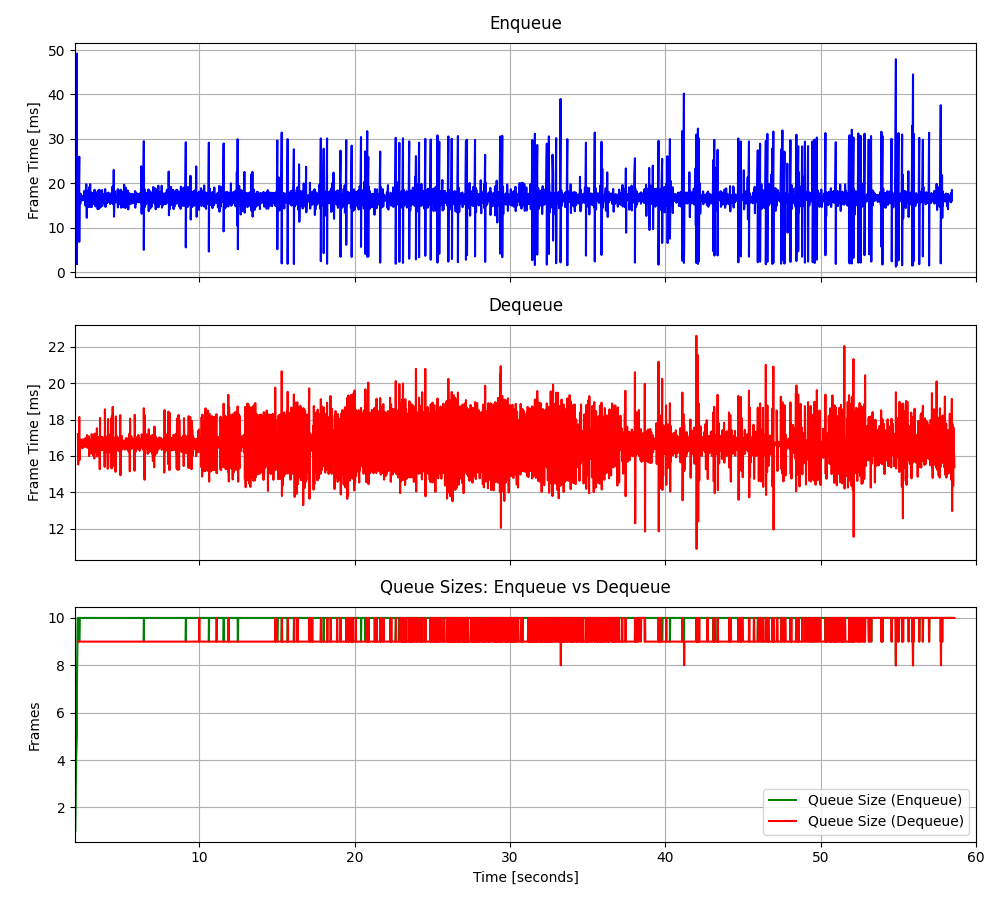 Enqueue
50
40
30
20
10
0
Frame Time [ms]
Dequeue
22
20
18
16
14
12
Frame Time [ms]
Queue Sizes: Enqueue vs Dequeue
10
8
6
4
2
Frames
Queue Size (Enqueue)
Queue Size (Dequeue)
10 20 30 40 50 60
Time [seconds]